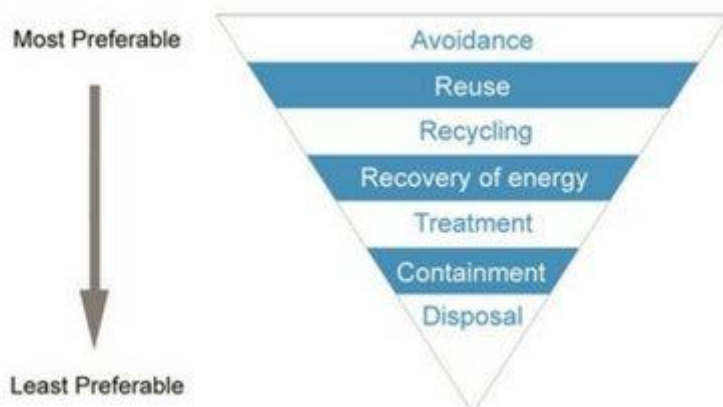 Most Preferable
Avoidance
Reuse
Recycling
Recovery of energy
Treatment
Containment
Disposal
Least Preferable